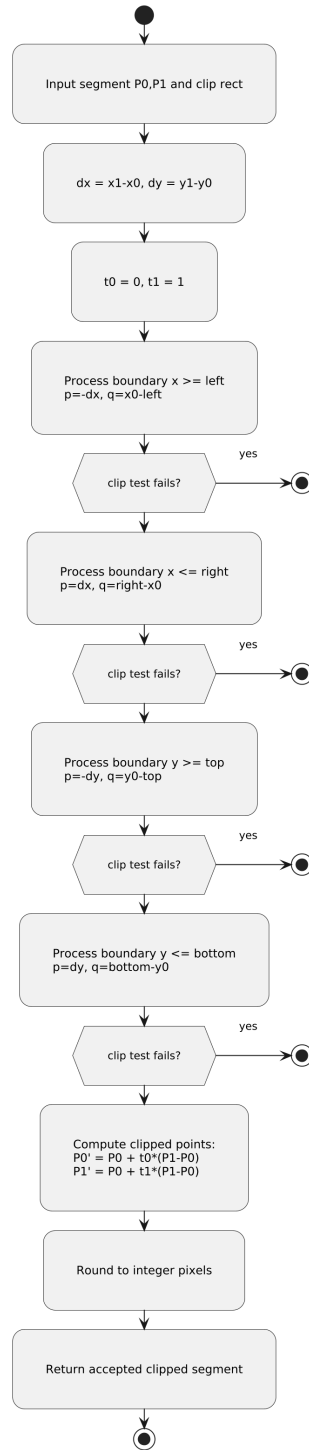 Input segment P0,P1 and clip rect
dx = x1-x0, dy = y1-y0
t0 = 0, t1 = 1
Process boundary x >= left
p=-dx, q=x0-left
clip test fails?
yes
Process boundary x <= right
p=dx, q=right-x0
clip test fails?
yes
Process boundary y >= top
p=-dy, q=y0-top
clip test fails?
yes
Process boundary y <= bottom
p=dy, q=bottom-y0
clip test fails?
yes
Compute clipped points:
P0' = P0 + t0*(P1-P0)
P1' = P0 + t1*(P1-P0)
Round to integer pixels
Return accepted clipped segment